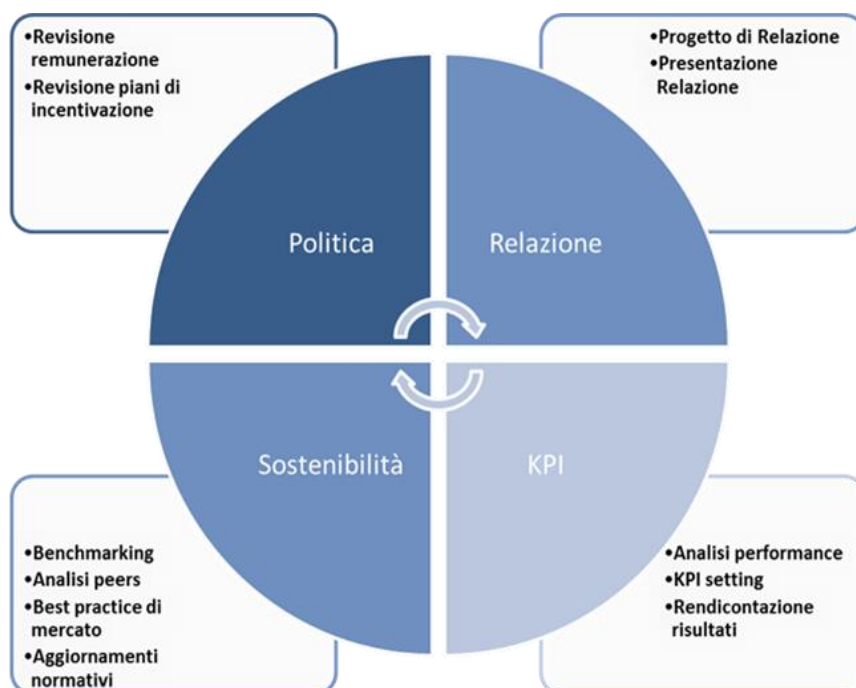 •Revisione
remunerazione
•Revisione piani di
incentivazione
•Progetto di Relazione
•Presentazione
Relazione
Politica
Relazione
Sostenibilità
KPI
•Benchmarking
•Analisi peers
•Best practice di
mercato
•Aggiornamenti
normativi
•Analisi performance
•KPI setting
•Rendicontazione
risultati